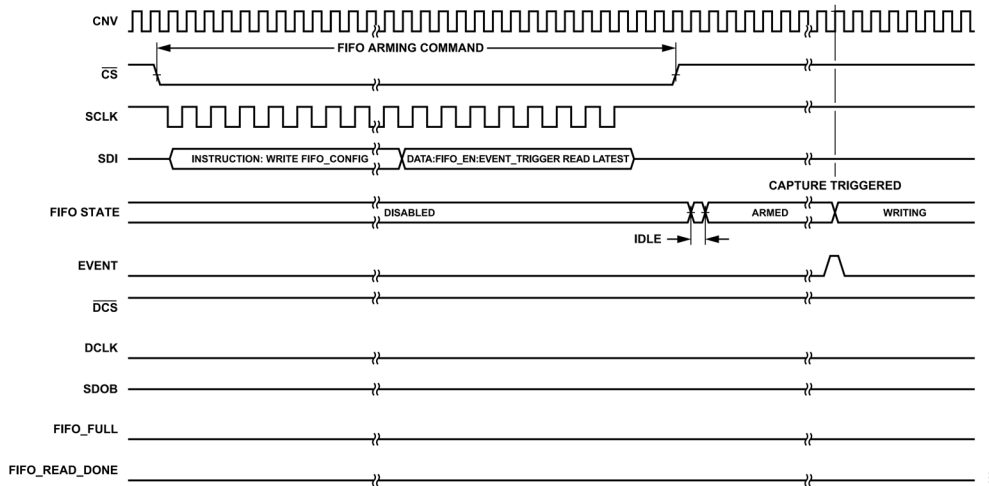 CNV
FIFO ARMING COMMAND
CS
SCLK
SDI
INSTRUCTION: WRITE FIFO_CONFIG
DATA:FIFO_EN:EVENT_TRIGGER READ LATEST
CAPTURE TRIGGERED
FIFO STATE
DISABLED
ARMED
WRITING
IDLE
EVENT
DCS
DCLK
SDOB
FIFO_FULL
FIFO_READ_DONE